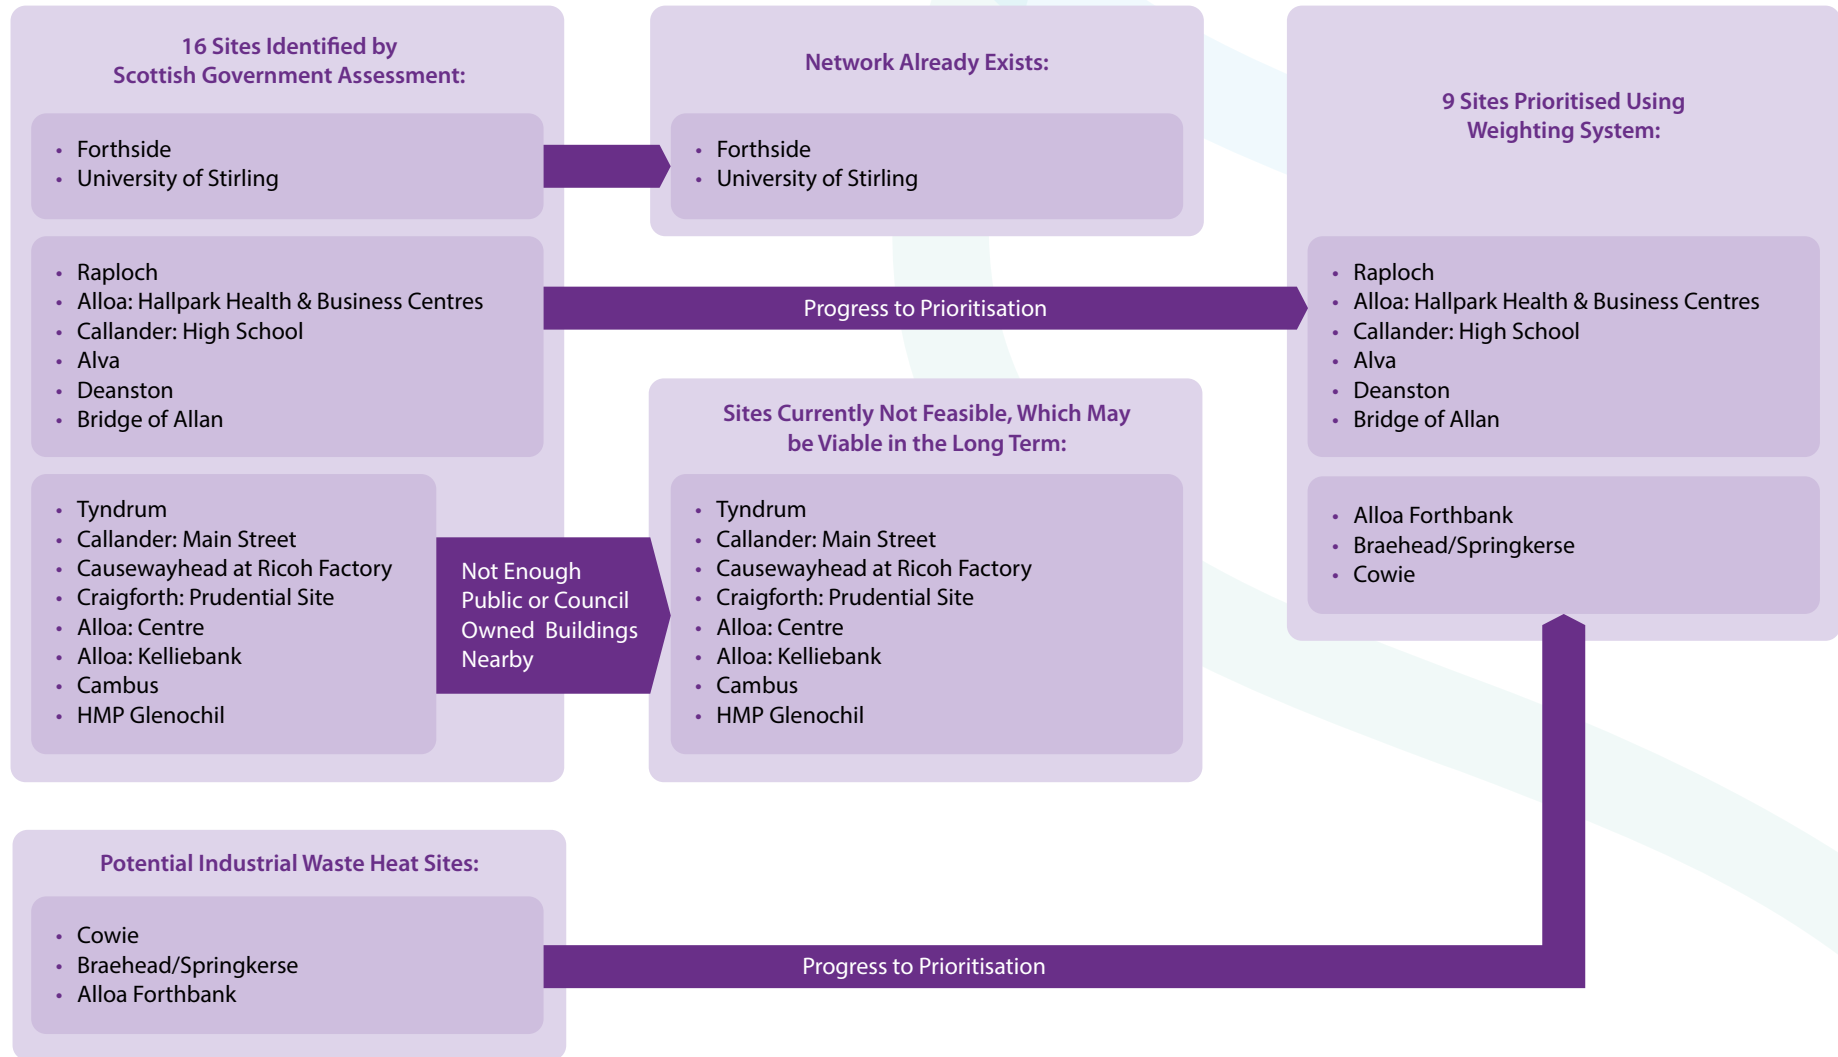 16 Sites Identified by
Scottish Government Assessment:
• Forthside
• University of Stirling
• Raploch
• Alloa: Hallpark Health & Business Centres
• Callander: High School
• Alva
• Deanston
• Bridge of Allan
• Tyndrum
• Callander: Main Street
• Causewayhead at Ricoh Factory
• Craigforth: Prudential Site
• Alloa: Centre
• Alloa: Kelliebank
• Cambus
• HMP Glenochil
Not Enough
Public or Council
Owned Buildings
Nearby
Network Already Exists:
• Forthside
• University of Stirling
Progress to Prioritisation
Sites Currently Not Feasible, Which May
be Viable in the Long Term:
• Tyndrum
• Callander: Main Street
• Causewayhead at Ricoh Factory
• Craigforth: Prudential Site
• Alloa: Centre
• Alloa: Kelliebank
• Cambus
• HMP Glenochil
9 Sites Prioritised Using
Weighting System:
• Raploch
• Alloa: Hallpark Health & Business Centres
• Callander: High School
• Alva
• Deanston
• Bridge of Allan
• Alloa Forthbank
• Braehead/Springkerse
• Cowie
Potential Industrial Waste Heat Sites:
• Cowie
• Braehead/Springkerse
• Alloa Forthbank
Progress to Prioritisation